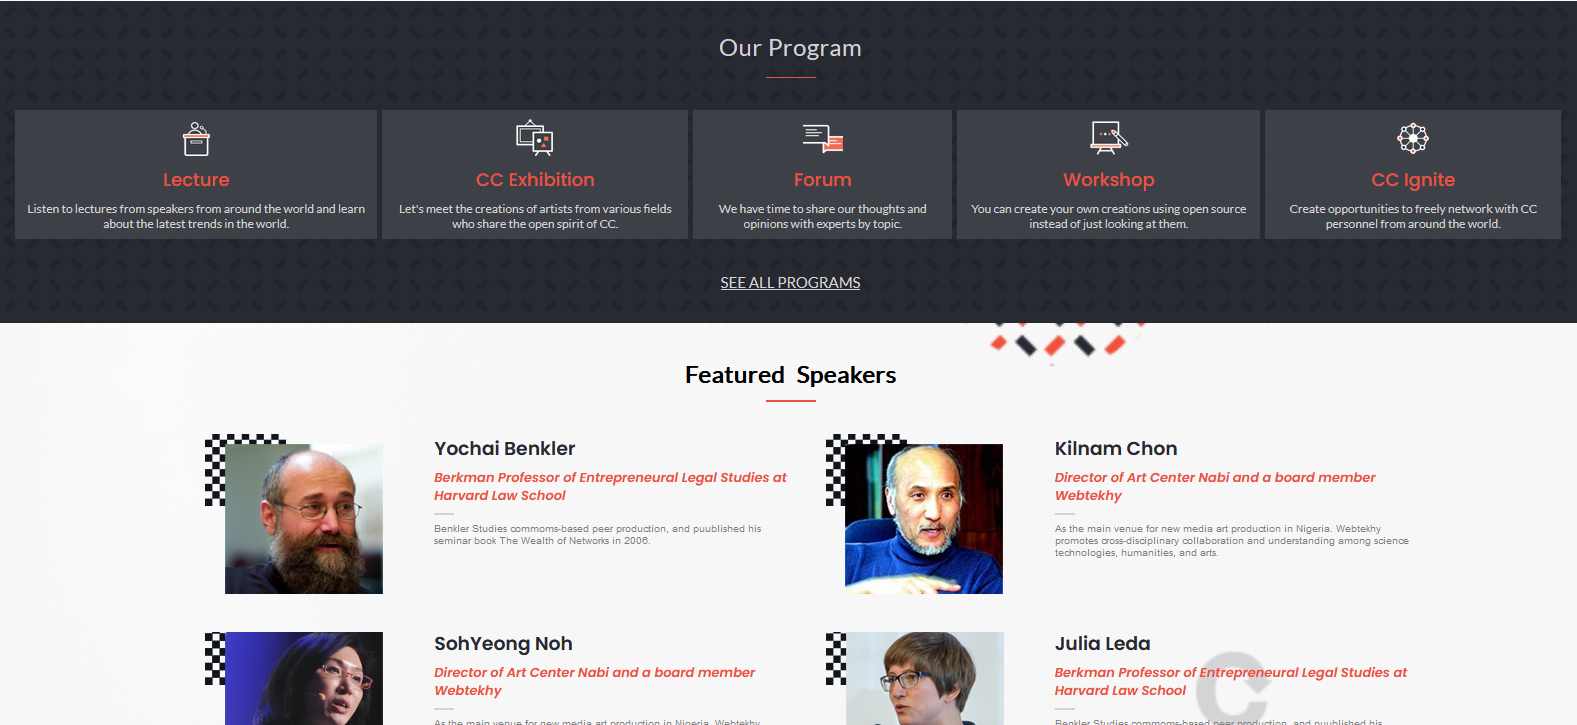 Our Program
Lecture
Listen to lectures from speakers from around the world and learn
about the latest trends in the world.
CC Exhibition
Let's meet the creations of artists from various fields
who share the open spirit of CC.
Forum
We have time to share our thoughts and
opinions with experts by topic.
Workshop
You can create your own creations using open source
instead of just looking at them.
CC Ignite
Create opportunities to freely network with CC
personnel from around the world.
SEE ALL PROGRAMS
Featured Speakers
Yochai Benkler
Berkman Professor of Entrepreneural Legal Studies at
Harvard Law School
Benkler Studies commoms-based peer production, and puublished his
seminar book The Wealth of Networks in 2006.
Kilnam Chon
Director of Art Center Nabi and a board member
Webtekhy
As the main venue for new media art production in Nigeria. Webtekhy
promotes cross-disciplinary collaboration and understanding among science
technologies, humanities, and arts.
SohYeong Noh
Director of Art Center Nabi and a board member
Webtekhy
As the main venue for new media art production in Nigeria. Webtekhy
Julia Leda
Berkman Professor of Entrepreneural Legal Studies at
Harvard Law School
Benkler Studies commoms-based peer production, and puublished his
C